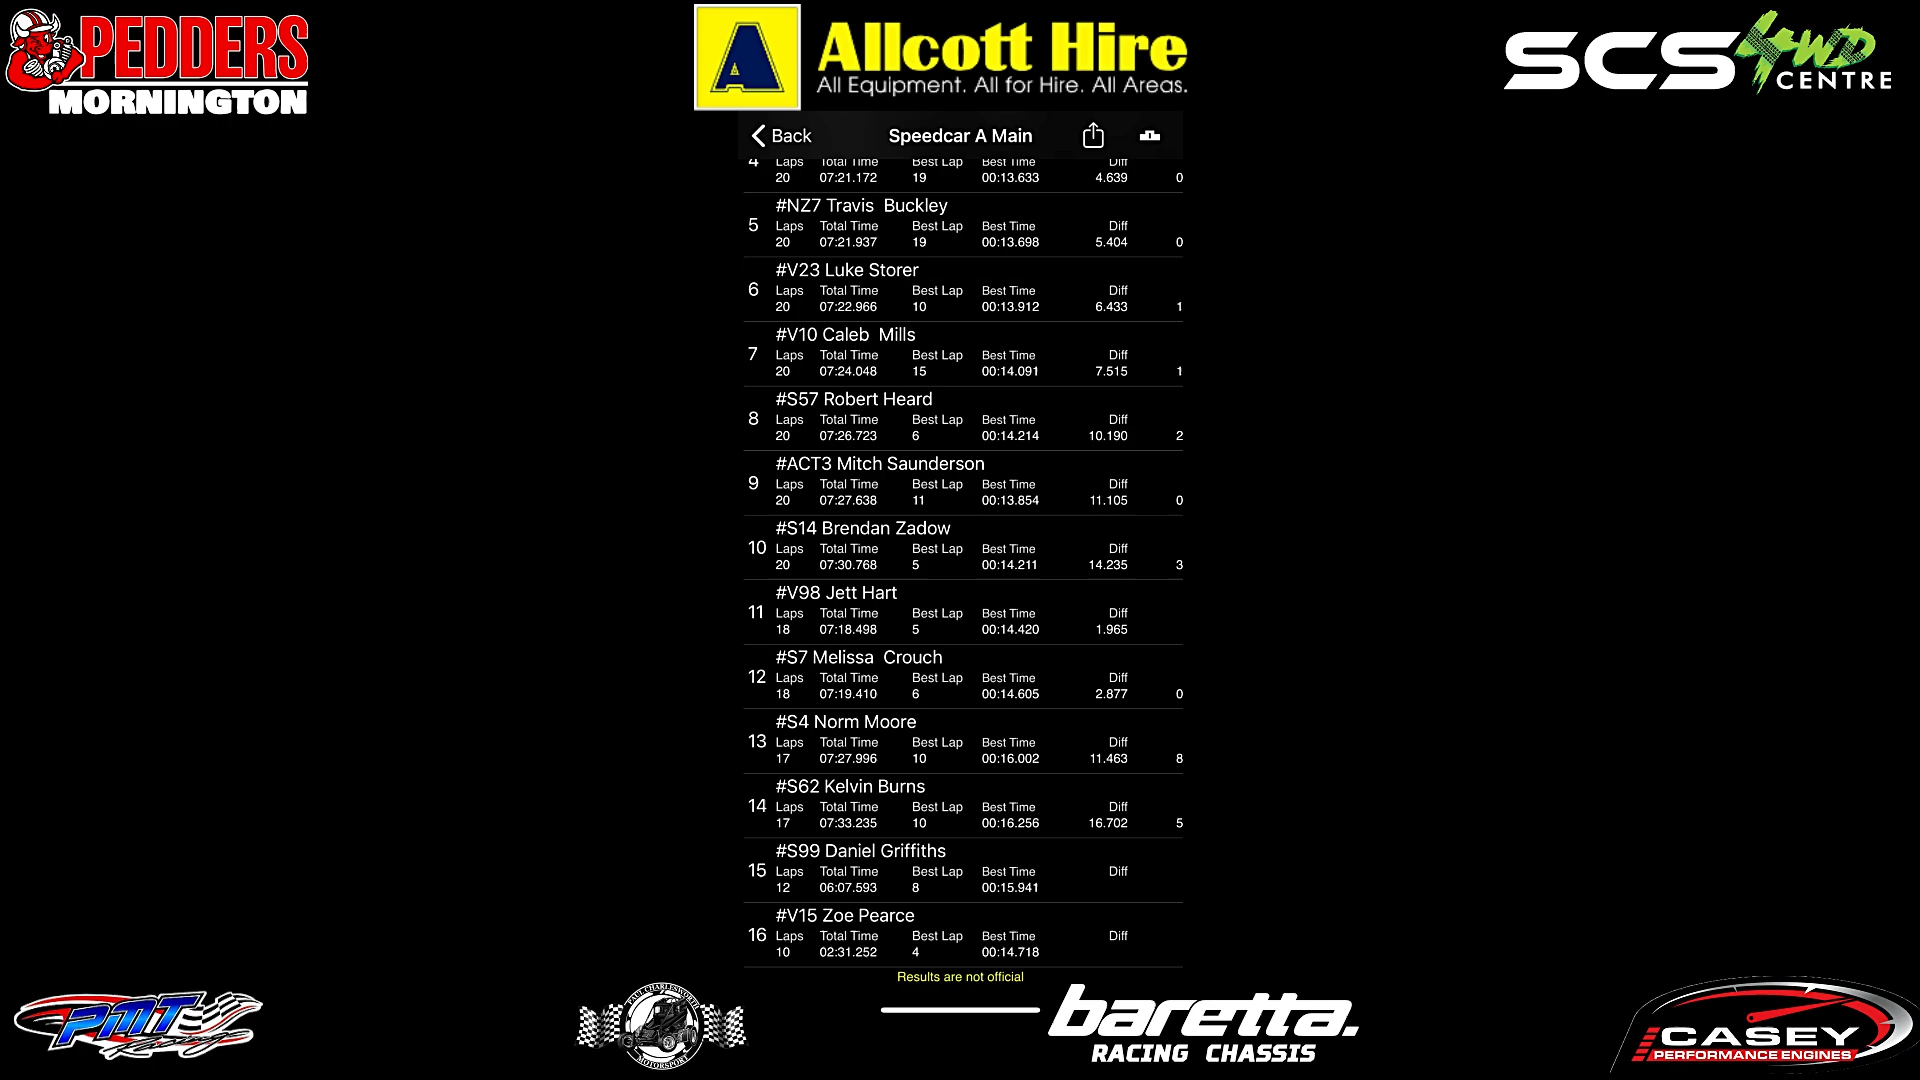 PEDDERS
MORNINGTON
A
Allcott Hire
All Equipment. All for Hire. All Areas.
SCS 4WD
CENTRE
Back
Speedcar A Main
4 Laps Total Time Best Lap Best Time Diff
20 07:21.172 19 00:13.633 4.639 0
#NZ7 Travis Buckley
5 Laps Total Time Best Lap Best Time Diff
20 07:21.937 19 00:13.698 5.404 0
#V23 Luke Storer
6 Laps Total Time Best Lap Best Time Diff
20 07:22.966 10 00:13.912 6.433 1
#V10 Caleb Mills
7 Laps Total Time Best Lap Best Time Diff
20 07:24.048 15 00:14.091 7.515 1
#S57 Robert Heard
8 Laps Total Time Best Lap Best Time Diff
20 07:26.723 6 00:14.214 10.190 2
#ACT3 Mitch Saunderson
9 Laps Total Time Best Lap Best Time Diff
20 07:27.638 11 00:13.854 11.105 0
#S14 Brendan Zadow
10 Laps Total Time Best Lap Best Time Diff
20 07:30.768 5 00:14.211 14.235 3
#V98 Jett Hart
11 Laps Total Time Best Lap Best Time Diff
18 07:18.498 5 00:14.420 1.965
#S7 Melissa Crouch
12 Laps Total Time Best Lap Best Time Diff
18 07:19.410 6 00:14.605 2.877 0
#S4 Norm Moore
13 Laps Total Time Best Lap Best Time Diff
17 07:27.996 10 00:16.002 11.463 8
#S62 Kelvin Burns
14 Laps Total Time Best Lap Best Time Diff
17 07:33.235 10 00:16.256 16.702 5
#S99 Daniel Griffiths
15 Laps Total Time Best Lap Best Time Diff
12 06:07.593 8 00:15.941
#V15 Zoe Pearce
16 Laps Total Time Best Lap Best Time Diff
10 02:31.252 4 00:14.718
Results are not official
PMT
Racing
PAUL CHARLESWORTH
MOTORSPORT
baretta.
RACING CHASSIS
CASEY
PERFORMANCE ENGINES